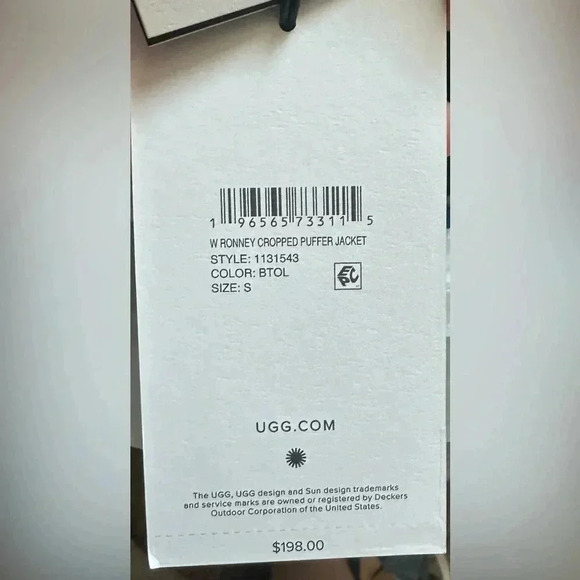 1 96565 73311 5
W RONNEY CROPPED PUFFER JACKET
STYLE: 1131543
COLOR: BTOL
SIZE: S
EPC
UGG.COM
The UGG, UGG design and Sun design trademarks
and service marks are owned or registered by Deckers
Outdoor Corporation of the United States.
$198.00